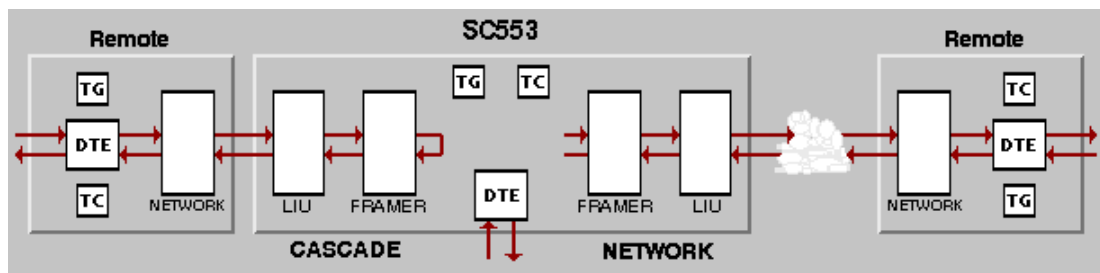 Remote
SC553
Remote
TG
TG
TC
TC
DTE
DTE
TC
DTE
TG
NETWORK
LIU
FRAMER
FRAMER
LIU
NETWORK
CASCADE
NETWORK